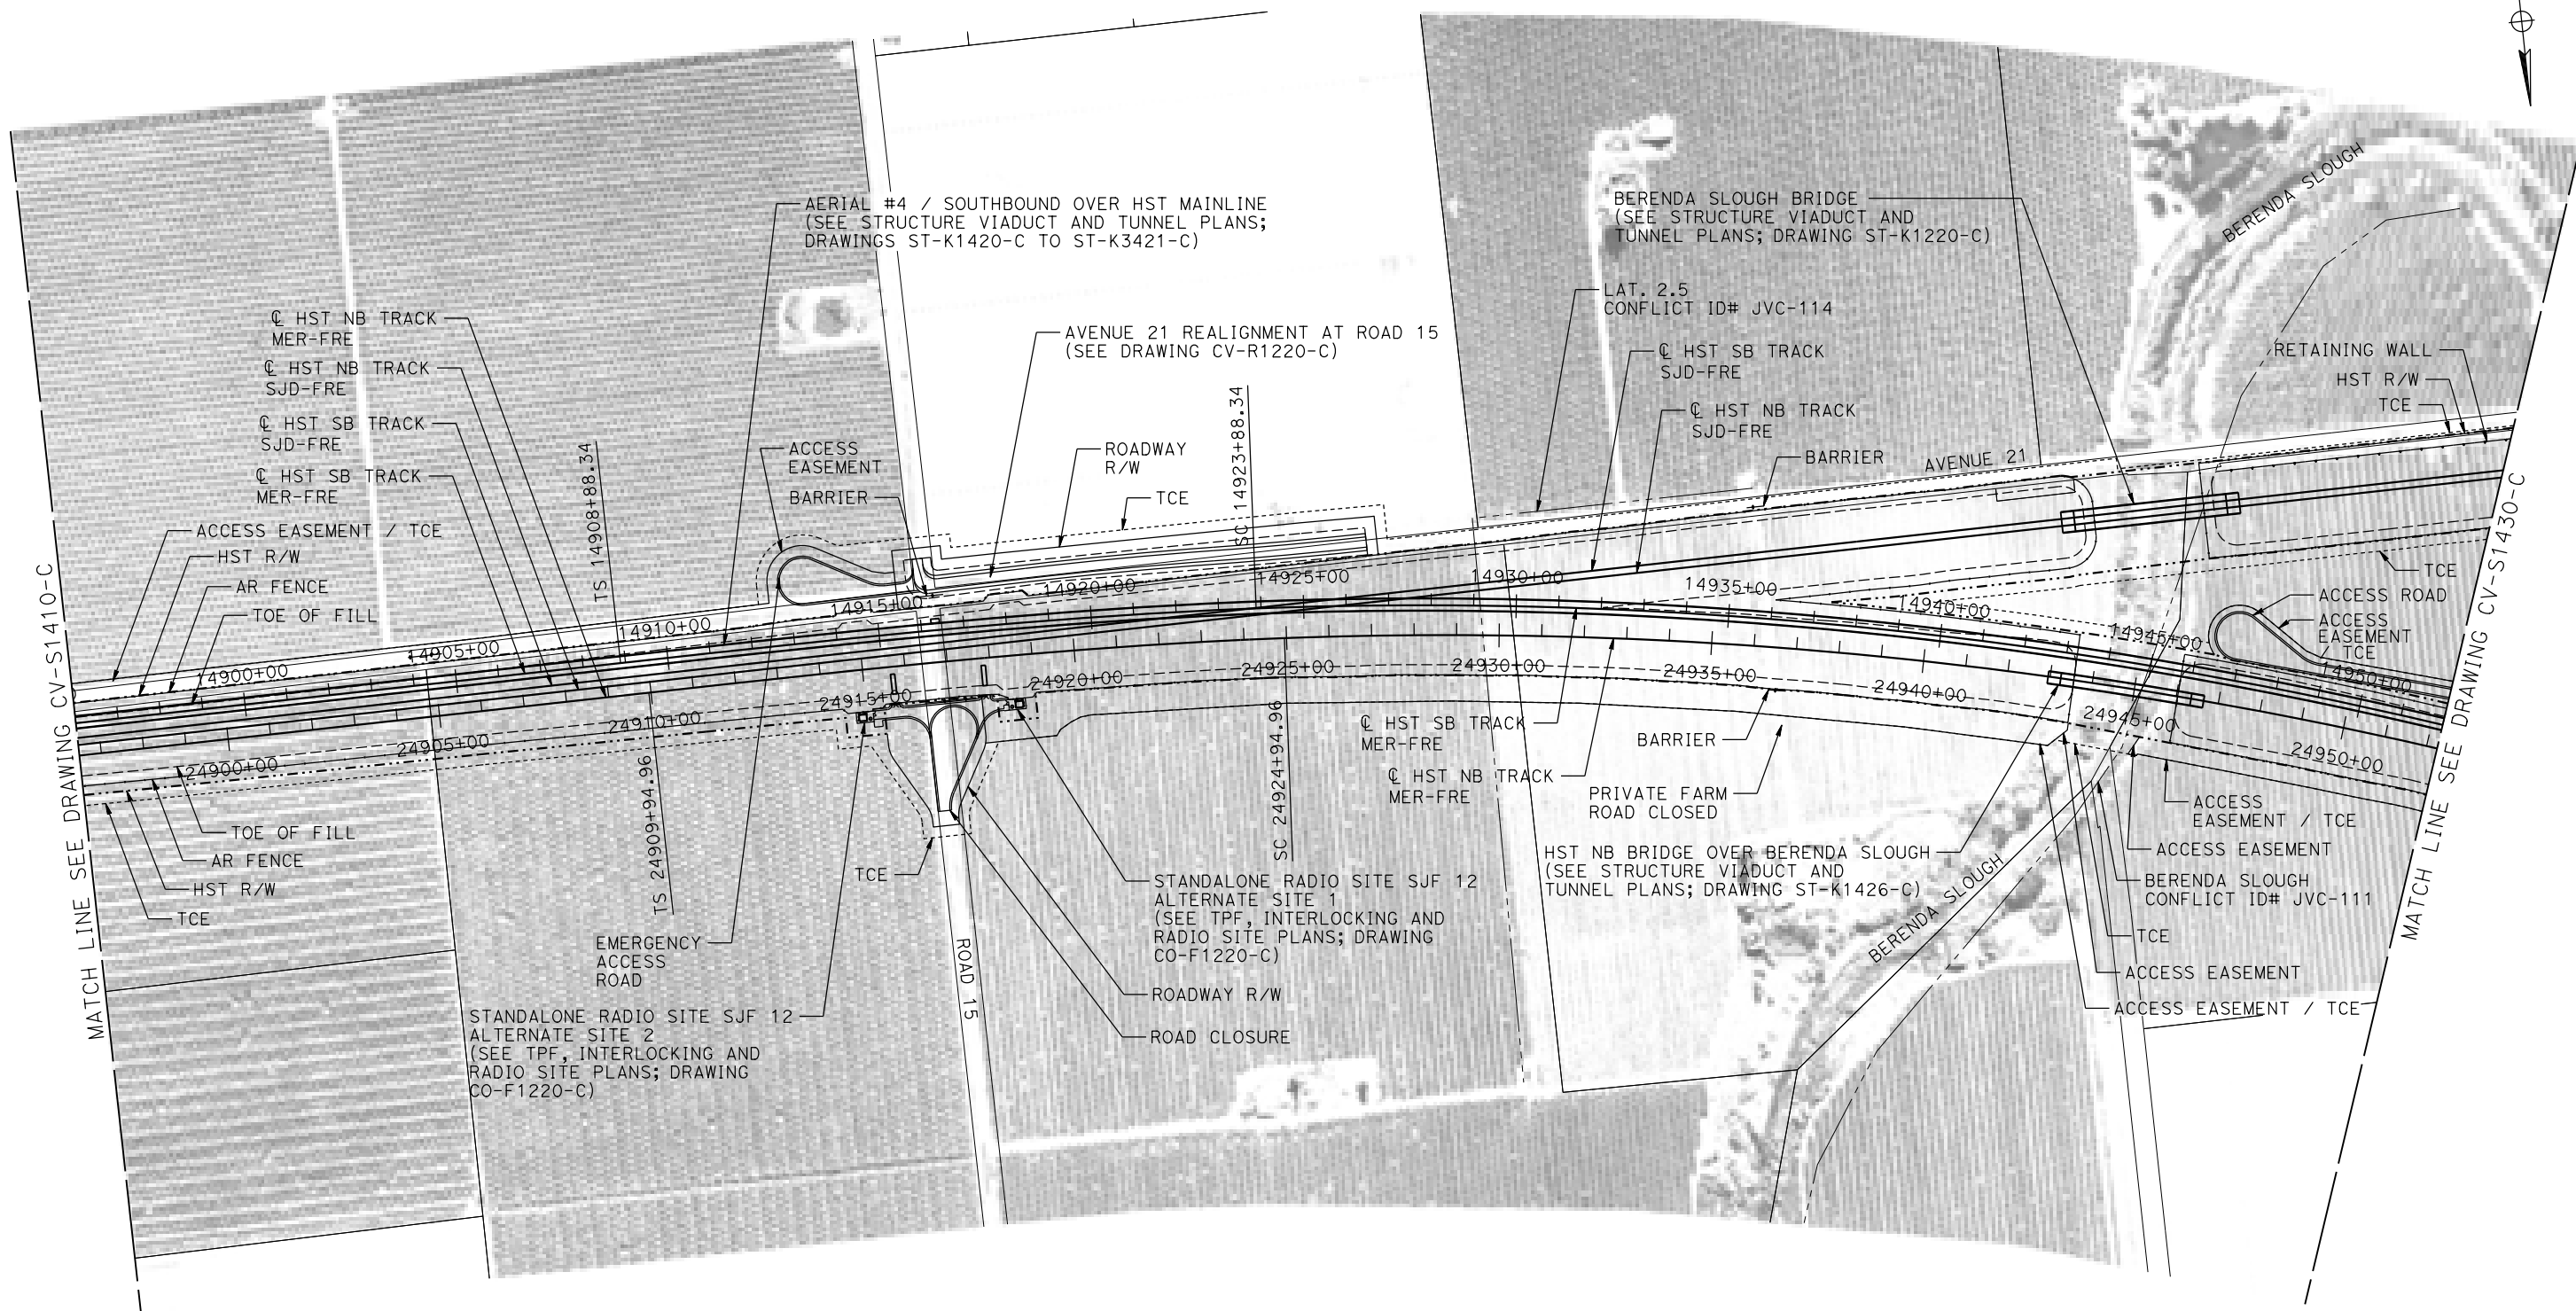 AERIAL #4 / SOUTHBOUND OVER HST MAINLINE
(SEE STRUCTURE VIADUCT AND TUNNEL PLANS;
DRAWINGS ST-K1420-C TO ST-K3421-C)
BERENDA SLOUGH BRIDGE
(SEE STRUCTURE VIADUCT AND
TUNNEL PLANS; DRAWING ST-K1220-C)
BERENDA SLOUGH
LAT. 2.5
CONFLICT ID# JVC-114
℄ HST NB TRACK
MER-FRE
℄ HST NB TRACK
SJD-FRE
℄ HST SB TRACK
SJD-FRE
℄ HST SB TRACK
MER-FRE
AVENUE 21 REALIGNMENT AT ROAD 15
(SEE DRAWING CV-R1220-C)
℄ HST SB TRACK
SJD-FRE
℄ HST NB TRACK
SJD-FRE
RETAINING WALL
HST R/W
TCE
TS 14908+88.34
ACCESS
EASEMENT
BARRIER
ROADWAY
R/W
TCE
SC 14923+88.34
BARRIER
AVENUE 21
ACCESS EASEMENT / TCE
HST R/W
AR FENCE
TOE OF FILL
14900+00
14905+00
14910+00
14915+00
14920+00
14925+00
14930+00
14935+00
14940+00
14945+00
14950+00
TCE
ACCESS ROAD
ACCESS
EASEMENT
/ TCE
24900+00
24905+00
24910+00
24915+00
24920+00
24925+00
24930+00
24935+00
24940+00
24945+00
24950+00
MATCH LINE SEE DRAWING CV-S1410-C
MATCH LINE SEE DRAWING CV-S1430-C
TS 24909+94.96
SC 24924+94.96
℄ HST SB TRACK
MER-FRE
℄ HST NB TRACK
MER-FRE
BARRIER
PRIVATE FARM
ROAD CLOSED
TOE OF FILL
AR FENCE
HST R/W
TCE
TCE
HST NB BRIDGE OVER BERENDA SLOUGH
(SEE STRUCTURE VIADUCT AND
TUNNEL PLANS; DRAWING ST-K1426-C)
BERENDA SLOUGH
ACCESS
EASEMENT / TCE
ACCESS EASEMENT
BERENDA SLOUGH
CONFLICT ID# JVC-111
TCE
ACCESS EASEMENT
ACCESS EASEMENT / TCE
STANDALONE RADIO SITE SJF 12
ALTERNATE SITE 1
(SEE TPF, INTERLOCKING AND
RADIO SITE PLANS; DRAWING
CO-F1220-C)
EMERGENCY
ACCESS
ROAD
ROAD 15
ROADWAY R/W
ROAD CLOSURE
STANDALONE RADIO SITE SJF 12
ALTERNATE SITE 2
(SEE TPF, INTERLOCKING AND
RADIO SITE PLANS; DRAWING
CO-F1220-C)